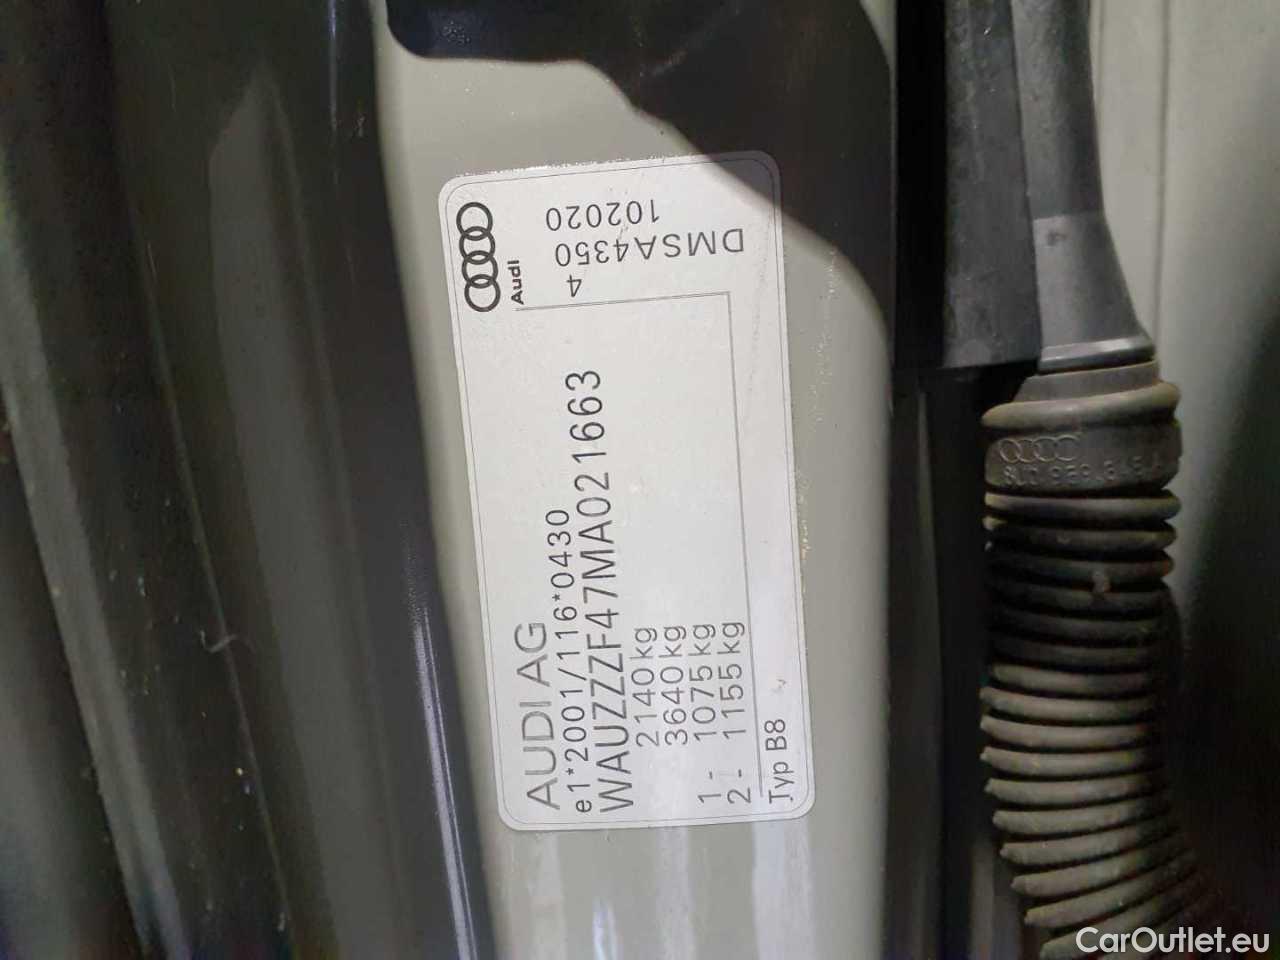 AUDI AG
e1*2001/116*0430
WAUZZZF47MA021663
2140kg
3640kg
1- 1075kg
2- 1155kg
Typ B8
Audi
4
DMSA4350
102020
CarOutlet.eu